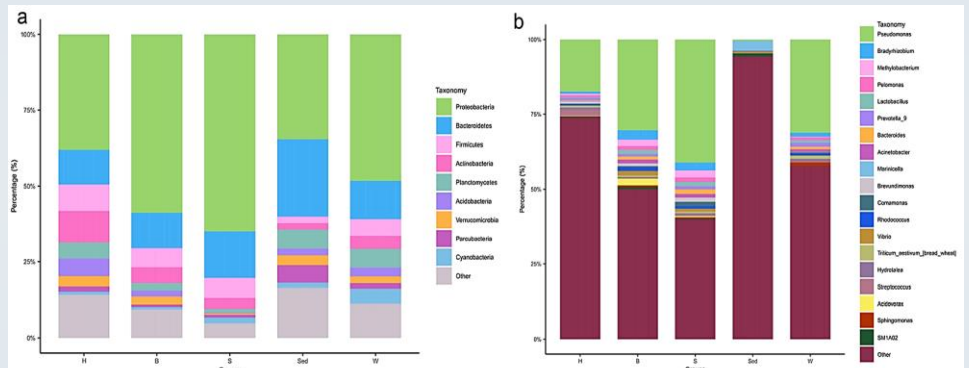 a
Percentage (%)
100%
75%
50%
25%
0%
H B S Sed W
Taxonomy
Proteobacteria
Bacteroidetes
Firmicutes
Actinobacteria
Planctomycetes
Acidobacteria
Verrucomicrobia
Parcubacteria
Cyanobacteria
Other
b
Percentage (%)
100%
75%
50%
25%
0%
H B S Sed W
Taxonomy
Pseudomonas
Bradyrhizobium
Methylobacterium
Pelomonas
Lactobacillus
Prevotella_9
Bacteroides
Acinetobacter
Marinicella
Brevundimonas
Comamonas
Rhodococcus
Vibrio
Triticum_aestivum_(bread_wheat)
Streptococcus
Acidovorax
Sphingomonas
SM1A02
Other